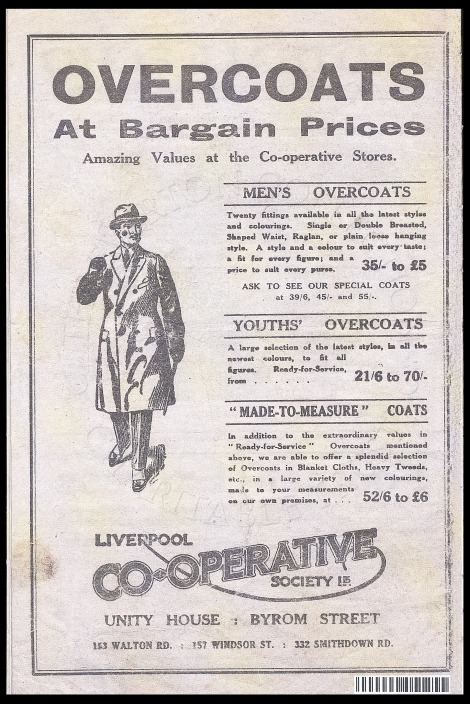 OVERCOATS
At Bargain Prices
Amazing Values at the Co-operative Stores.
MEN'S OVERCOATS
Twenty fittings available in all the latest styles
and colourings. Single or Double Breasted,
Shaped Waist, Raglan, or plain loose hanging
style. A style and a colour to suit every taste;
a fit for every figure; and a
price to suit every purse. 35/- to £5
ASK TO SEE OUR SPECIAL COATS
at 39/6, 45/- and 55/-.
YOUTHS' OVERCOATS
A large selection of the latest styles, in all the
newest colours, to fit all
figures. Ready-for-Service,
from . . . . . . . 21/6 to 70/-
"MADE-TO-MEASURE" COATS
In addition to the extraordinary values in
"Ready-for-Service" Overcoats mentioned
above, we are able to offer a splendid selection
of Overcoats in Blanket Cloths, Heavy Tweeds,
etc., in a large variety of new colourings,
made to your measurements
on our own premises, at . . . 52/6 to £6
LIVERPOOL
CO-OPERATIVE
SOCIETY LD.
UNITY HOUSE : BYROM STREET
153 WALTON RD. : 157 WINDSOR ST. : 332 SMITHDOWN RD.